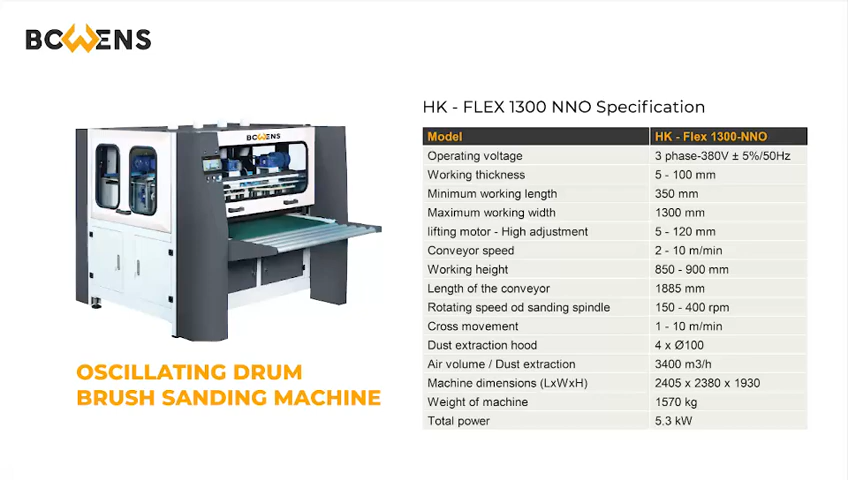 BOWENS
HK - FLEX 1300 NNO Specification
Model HK - Flex 1300-NNO
Operating voltage 3 phase-380V ± 5%/50Hz
Working thickness 5 - 100 mm
Minimum working length 350 mm
Maximum working width 1300 mm
lifting motor - High adjustment 5 - 120 mm
Conveyor speed 2 - 10 m/min
Working height 850 - 900 mm
Length of the conveyor 1885 mm
Rotating speed od sanding spindle 150 - 400 rpm
Cross movement 1 - 10 m/min
Dust extraction hood 4 x Ø100
Air volume / Dust extraction 3400 m3/h
Machine dimensions (LxWxH) 2405 x 2380 x 1930
Weight of machine 1570 kg
Total power 5.3 kW
BOWENS
OSCILLATING DRUM
BRUSH SANDING MACHINE